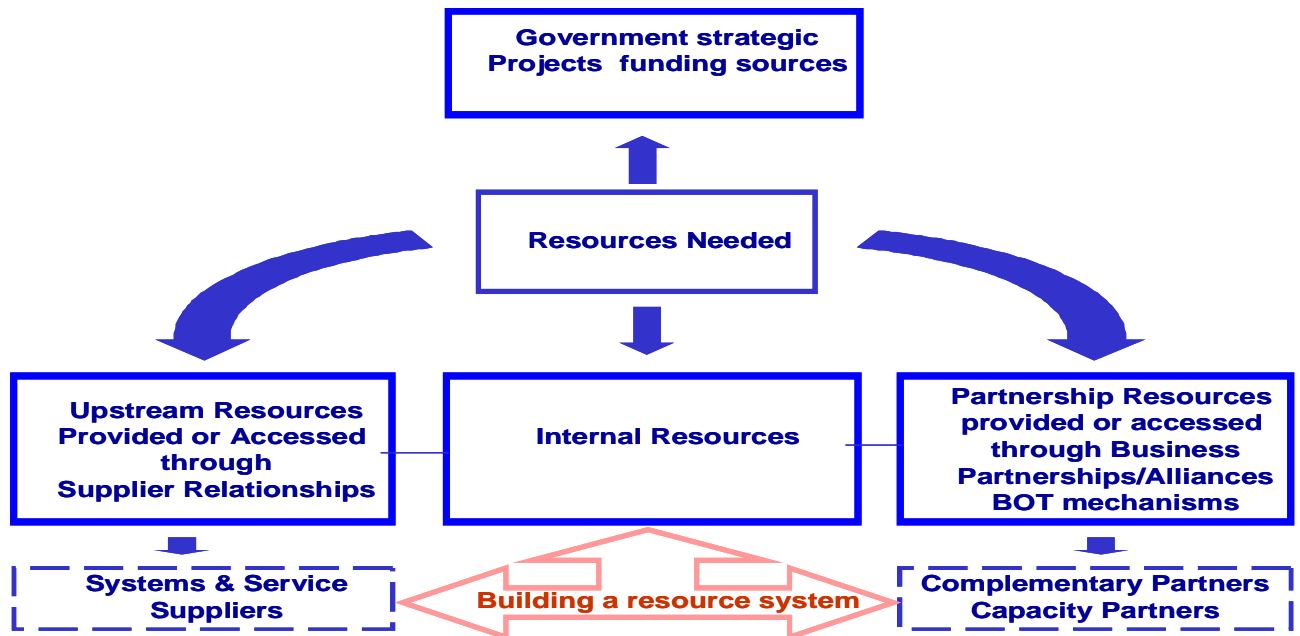 Government strategic
Projects funding sources
Resources Needed
Upstream Resources
Provided or Accessed
through
Supplier Relationships
Internal Resources
Partnership Resources
provided or accessed
through Business
Partnerships/Alliances
BOT mechanisms
Systems & Service
Suppliers
Building a resource system
Complementary Partners
Capacity Partners